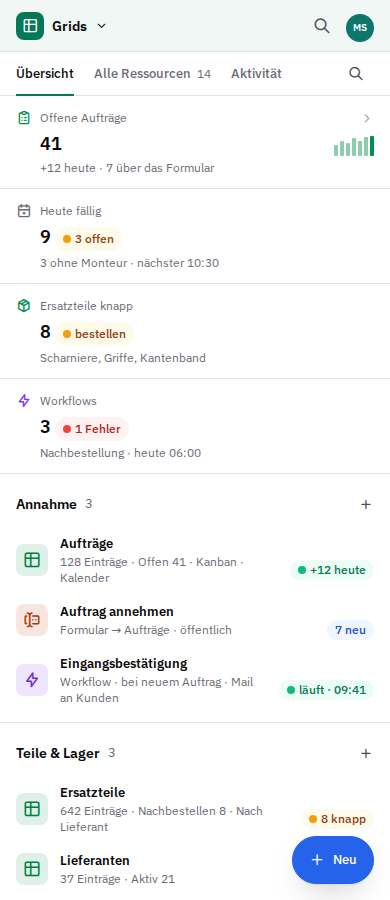 Grids
MS
Übersicht
Alle Ressourcen 14
Aktivität
Offene Aufträge
41
+12 heute · 7 über das Formular
Heute fällig
9 3 offen
3 ohne Monteur · nächster 10:30
Ersatzteile knapp
8 bestellen
Scharniere, Griffe, Kantenband
Workflows
3 1 Fehler
Nachbestellung · heute 06:00
Annahme 3
Aufträge
128 Einträge · Offen 41 · Kanban ·
Kalender
+12 heute
Auftrag annehmen
Formular → Aufträge · öffentlich
7 neu
Eingangsbestätigung
Workflow · bei neuem Auftrag · Mail
an Kunden
läuft · 09:41
Teile & Lager 3
Ersatzteile
642 Einträge · Nachbestellen 8 · Nach
Lieferant
8 knapp
Lieferanten
37 Einträge · Aktiv 21
Neu